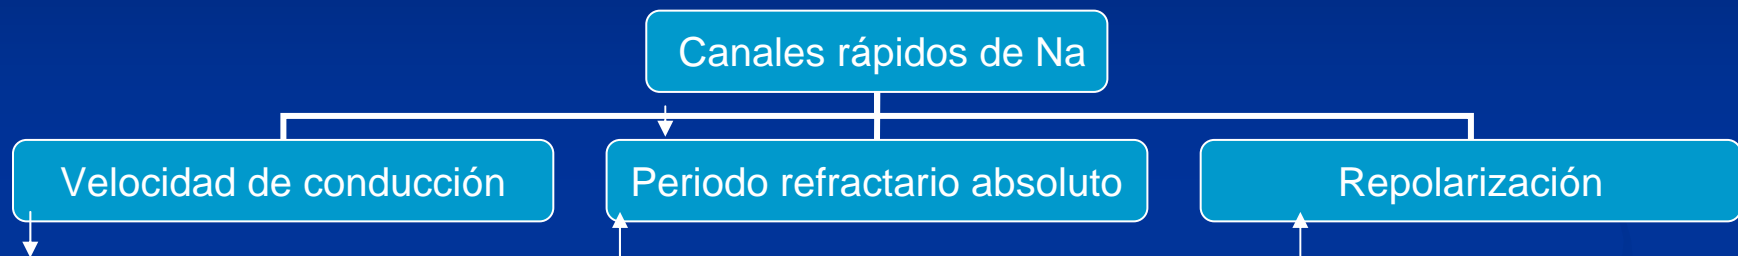 Canales rápidos de Na
Velocidad de conducción
Periodo refractario absoluto
Repolarización